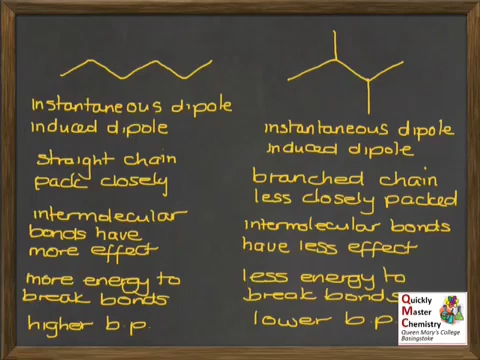 instantaneous dipole
induced dipole
straight chain
pack closely
intermolecular
bonds have
more effect
more energy to
break bonds
higher b.p.
instantaneous dipole
induced dipole
branched chain
less closely packed
intermolecular bonds
have less effect
less energy to
break bonds
lower b.p
Quickly
Master
Chemistry
Queen Mary's College
Basingstoke